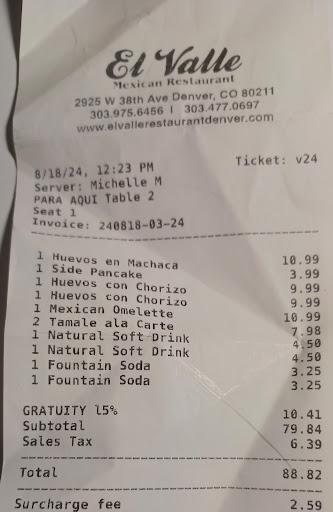 El Valle
Mexican Restaurant
2925 W 38th Ave Denver, CO 80211
303.975.6456 | 303.477.0697
www.elvallerestaurantdenver.com
8/18/24, 12:23 PM Ticket: v24
Server: Michelle M
PARA AQUI Table 2
Seat 1
Invoice: 240818-03-24
1 Huevos en Machaca 10.99
1 Side Pancake 3.99
1 Huevos con Chorizo 9.99
1 Huevos con Chorizo 9.99
1 Mexican Omelette 10.99
2 Tamale ala Carte 7.98
1 Natural Soft Drink 4.50
1 Natural Soft Drink 4.50
1 Fountain Soda 3.25
1 Fountain Soda 3.25
GRATUITY 15% 10.41
Subtotal 79.84
Sales Tax 6.39
Total 88.82
Surcharge fee 2.59